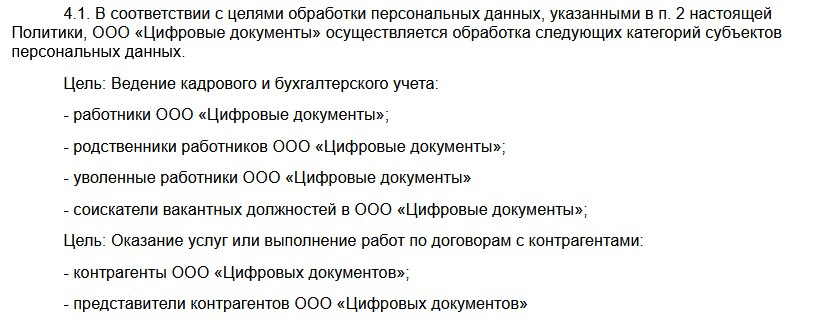 4.1. В соответствии с целями обработки персональных данных, указанными в п. 2 настоящей
Политики, ООО «Цифровые документы» осуществляется обработка следующих категорий субъектов
персональных данных.
Цель: Ведение кадрового и бухгалтерского учета:
- работники ООО «Цифровые документы»;
- родственники работников ООО «Цифровые документы»;
- уволенные работники ООО «Цифровые документы»
- соискатели вакантных должностей в ООО «Цифровые документы»;
Цель: Оказание услуг или выполнение работ по договорам с контрагентами:
- контрагенты ООО «Цифровых документов»;
- представители контрагентов ООО «Цифровых документов»